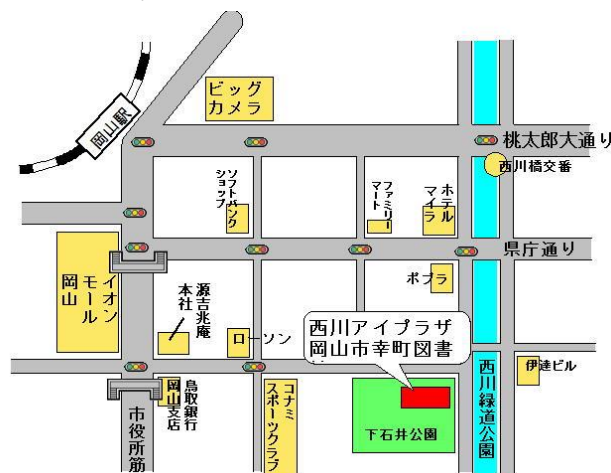 ビッグ
カメラ
岡山駅
桃太郎大通り
西川橋交番
ソフトバンク
ショップ
ファミリー
マート
ホテル
マイラ
県庁通り
イオン
モール
岡山
源吉兆庵
本社
ポプラ
ローソン
西川アイプラザ
岡山市幸町図書
伊達ビル
鳥取銀行
岡山支店
コナミ
スポーツクラブ
下石井公園
西川緑道公園
市役所筋